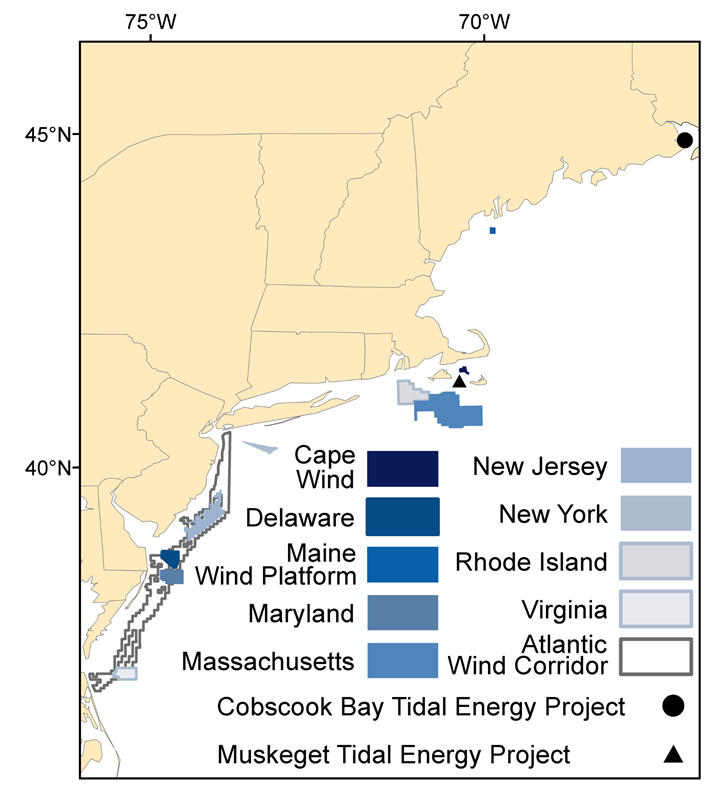 75°W 70°W
45°N
40°N
Cape
Wind
Delaware
Maine
Wind Platform
Maryland
Massachusetts
New Jersey
New York
Rhode Island
Virginia
Atlantic
Wind Corridor
Cobscook Bay Tidal Energy Project
Muskeget Tidal Energy Project